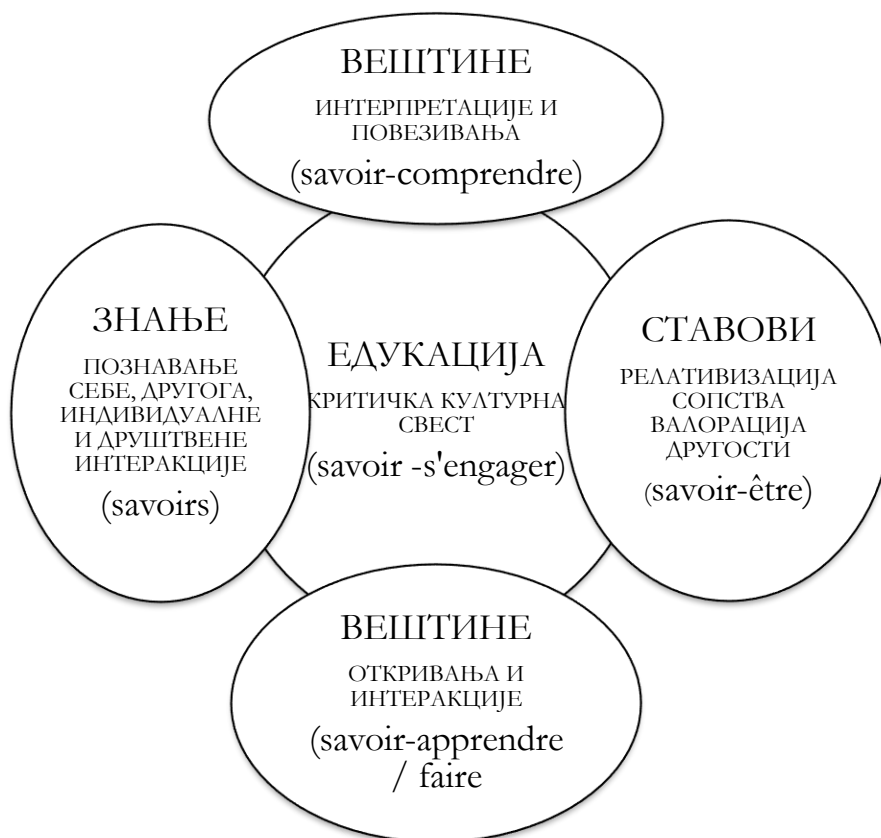 ВЕШТИНЕ
ИНТЕРПРЕТАЦИЈЕ И
ПОВЕЗИВАЊА
(savoir-comprendre)
ЗНАЊЕ
ПОЗНАВАЊЕ
СЕБЕ, ДРУГОГА,
ИНДИВИДУАЛНЕ
И ДРУШТВЕНЕ
ИНТЕРАКЦИЈЕ
(savoirs)
ЕДУКАЦИЈА
КРИТИЧКА КУЛТУРНА
СВЕСТ
(savoir -s'engager)
СТАВОВИ
РЕЛАТИВИЗАЦИЈА
СОПСТВА
ВАЛОРАЦИЈА
ДРУГОСТИ
(savoir-être)
ВЕШТИНЕ
ОТКРИВАЊА И
ИНТЕРАКЦИЈЕ
(savoir-apprendre
/ faire